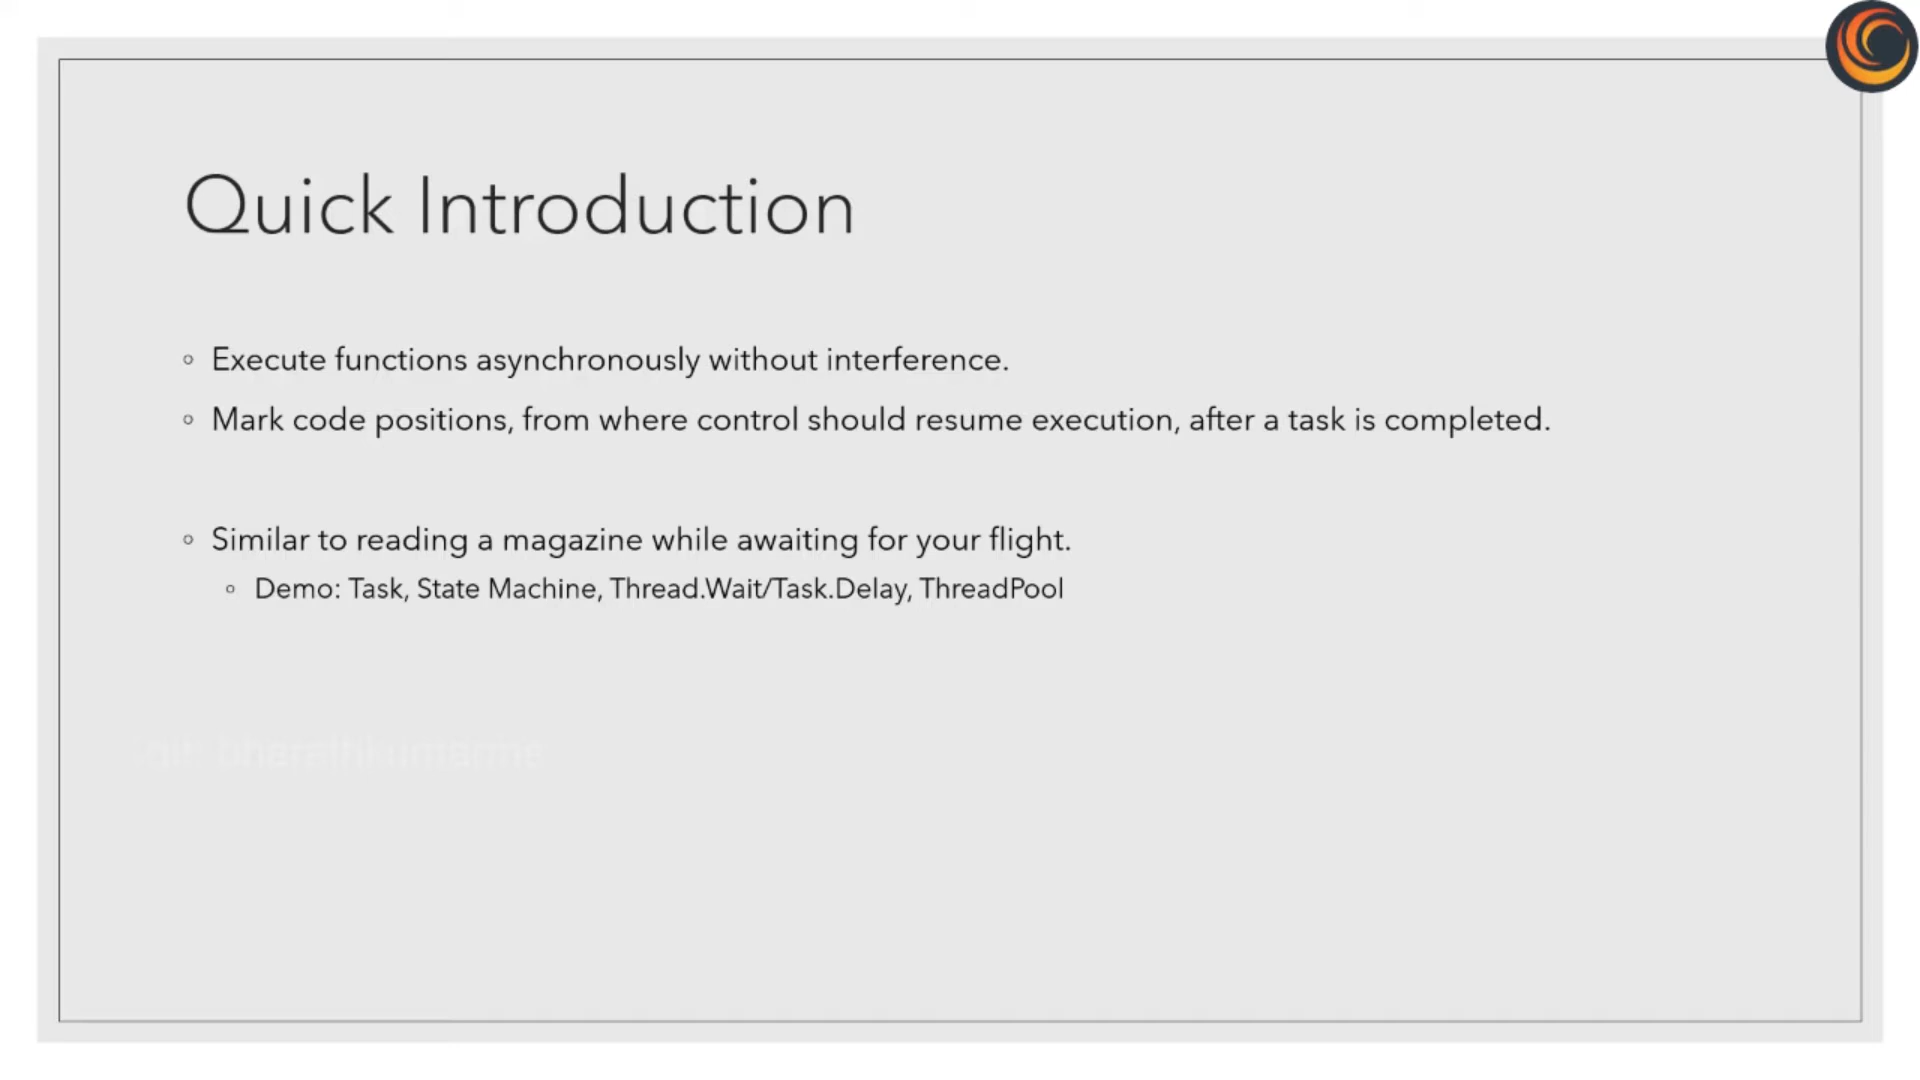 Quick Introduction
Execute functions asynchronously without interference.
Mark code positions, from where control should resume execution, after a task is completed.
Similar to reading a magazine while awaiting for your flight.
Demo: Task, State Machine, Thread.Wait/Task.Delay, ThreadPool